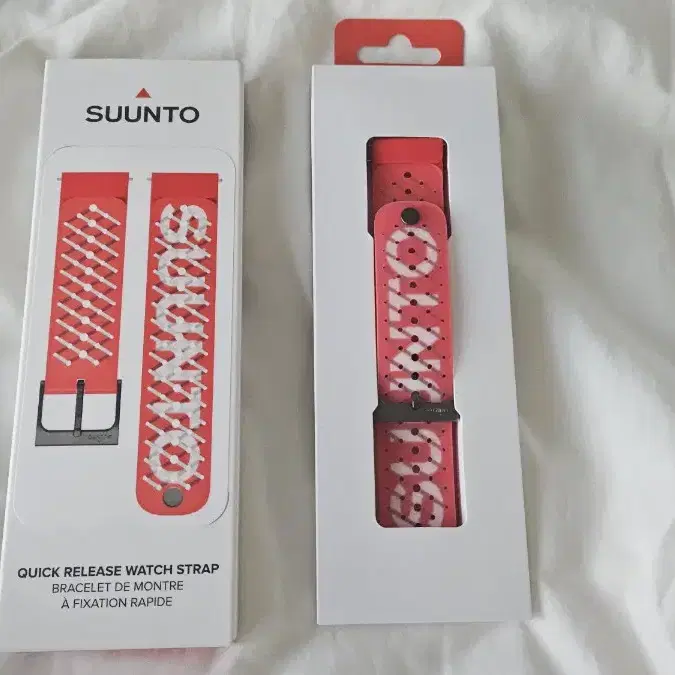 SUUNTO
SUUNTO
QUICK RELEASE WATCH STRAP
BRACELET DE MONTRE
À FIXATION RAPIDE
SUUNTO